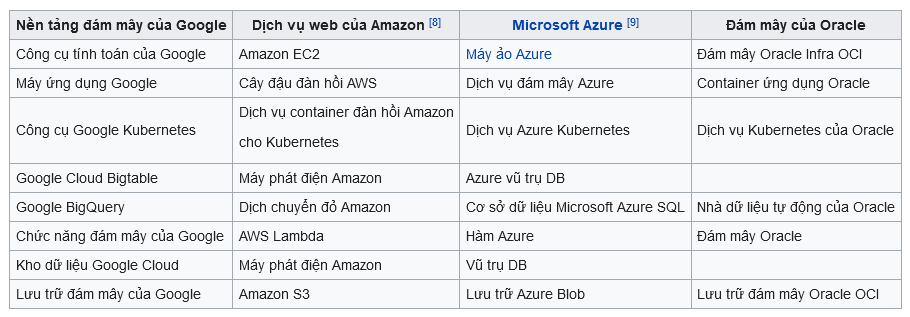 Nền tảng đám mây của Google Dịch vụ web của Amazon [8] Microsoft Azure [9] Đám mây của Oracle
Công cụ tính toán của Google Amazon EC2 Máy ảo Azure Đám mây Oracle Infra OCI
Máy ứng dụng Google Cây đậu đàn hồi AWS Dịch vụ đám mây Azure Container ứng dụng Oracle
Công cụ Google Kubernetes Dịch vụ container đàn hồi Amazon
cho Kubernetes Dịch vụ Azure Kubernetes Dịch vụ Kubernetes của Oracle
Google Cloud Bigtable Máy phát điện Amazon Azure vũ trụ DB
Google BigQuery Dịch chuyển đỏ Amazon Cơ sở dữ liệu Microsoft Azure SQL Nhà dữ liệu tự động của Oracle
Chức năng đám mây của Google AWS Lambda Hàm Azure Đám mây Oracle
Kho dữ liệu Google Cloud Máy phát điện Amazon Vũ trụ DB
Lưu trữ đám mây của Google Amazon S3 Lưu trữ Azure Blob Lưu trữ đám mây Oracle OCI